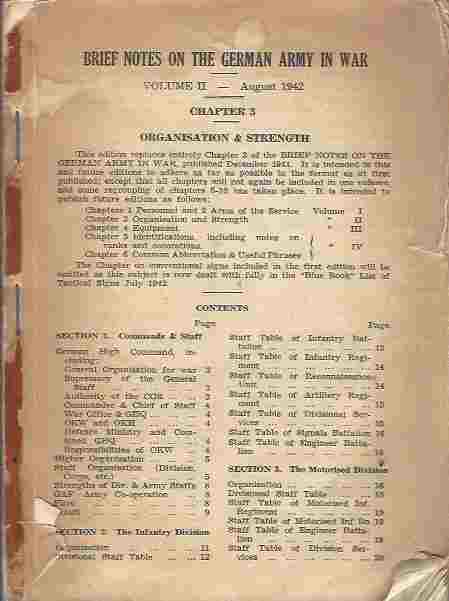 BRIEF NOTES ON THE GERMAN ARMY IN WAR
VOLUME II — August 1942
CHAPTER 3
ORGANISATION & STRENGTH
This edition replaces entirely Chapter 3 of the BRIEF NOTES ON THE
GERMAN ARMY IN WAR, published December 1941. It is intended in this
and future editions to adhere as far as possible to the format as at first
published; except that all chapters will not again be included in one volume,
and some regrouping of chapters has taken place. It is intended to
publish future editions as follows:
Chapters 1 Personnel and 2 Arms of the Service Volume I
Chapter 3 Organisation and Strength " II
Chapter 4 Equipment " III
Chapter 5 Identifications, including notes on
ranks and decorations. " IV
Chapter 6 Common Abbreviation & Useful Phrases
The Chapter on conventional signs included in the first edition will be
omitted as this subject is now dealt with fully in the "Blue Book" List of
Tactical Signs July 1942
CONTENTS
Page
SECTION 1. Commands & Staff
German High Command, in-
cluding:
General Organisation for war 3
Supremacy of the General
Staff
Authority of the
Commander & Chief of Staff 4
War Office & GHQ 4
OKW and OKH 4
Defence Ministry and Com-
bined GHQ 4
Responsibilities of OKW 4
Higher Organisation 5
Staff Organisation (Division,
Corps, etc.)
Strengths of Div. & Army Staffs 8
GAF Army Co-operation 8
9
SECTION 2. The Infantry Division
Organisation 11
Divisional Staff Table 12
Page
Staff Table of Infantry Bat-
talion 13
Staff Table of Infantry Regi-
ment 14
Staff Table of Reconnaissance
Unit 14
Staff Table of Artillery Regi-
ment 15
Staff Table of Divisional Ser-
vices 15
Staff Table of Signals Battalion 16
Staff Table of Engineer Batta-
lion
SECTION 3. The Motorised Division
Organisation 18
Divisional Staff Table 18
Staff Table of Motorised Inf.
Regiment 19
Staff Table of Motorised Inf Bn 19
Staff Table of Engineer Batta-
lion 19
Staff Table of Division Ser-
vices 20